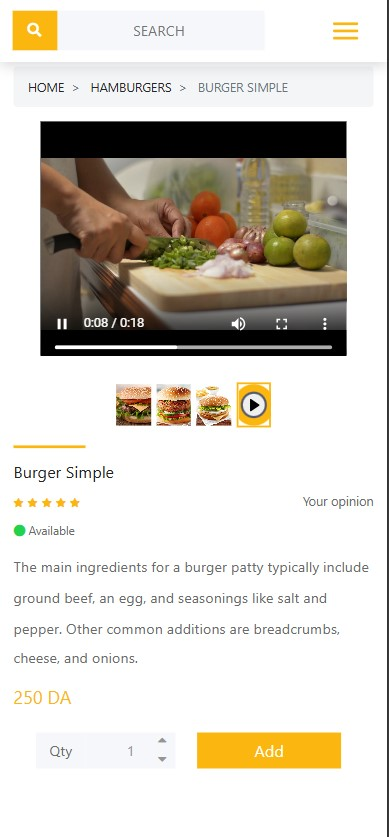 SEARCH
HOME > HAMBURGERS > BURGER SIMPLE
0:08 / 0:18
Burger Simple
Your opinion
Available
The main ingredients for a burger patty typically include
ground beef, an egg, and seasonings like salt and
pepper. Other common additions are breadcrumbs,
cheese, and onions.
250 DA
Qty 1
Add